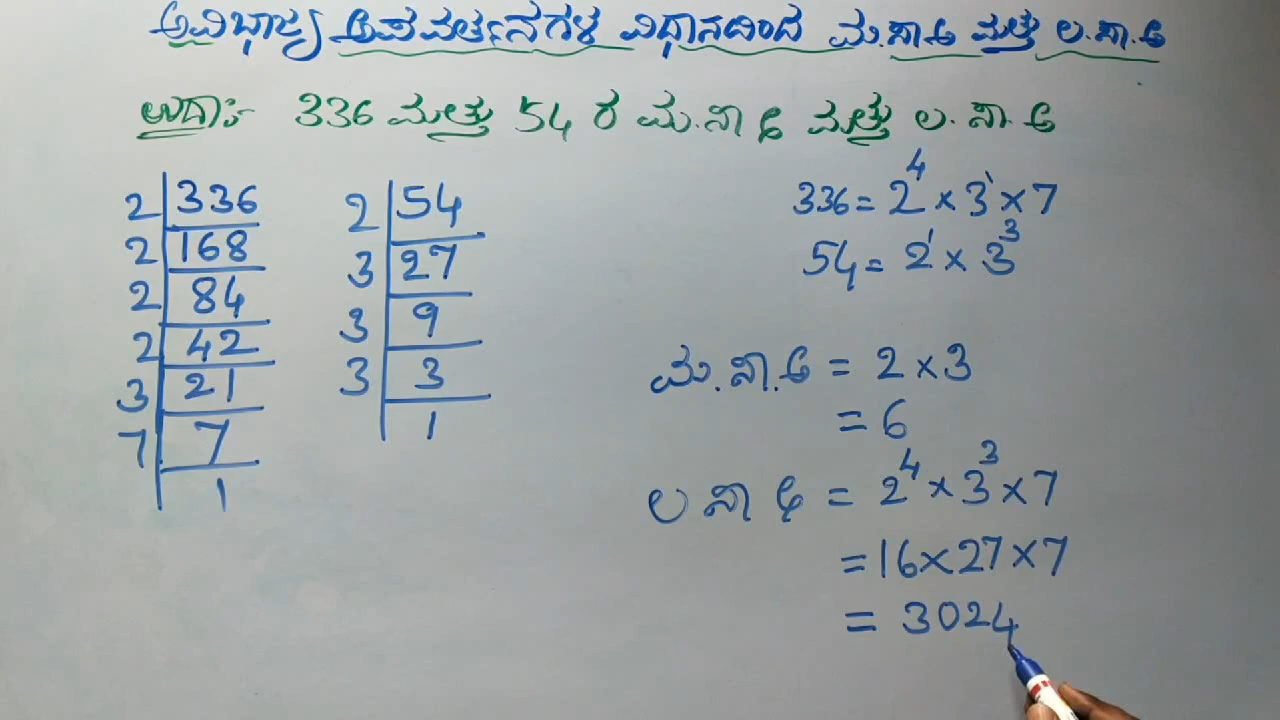 ಅವಿಭಾಜ್ಯ ಅಪವರ್ತನಗಳ ವಿಧಾನದಿಂದ ಮ.ಸಾ.ಅ ಮತ್ತು ಲ.ಸಾ.ಅ
ಉದಾ:- 336 ಮತ್ತು 54 ರ ಮ.ಸಾ.ಅ ಮತ್ತು ಲ.ಸಾ.ಅ
2 | 336
2 | 168
2 | 84
2 | 42
3 | 21
7 | 7
1
2 | 54
3 | 27
3 | 9
3 | 3
1
336 = 2⁴ × 3¹ × 7
54 = 2¹ × 3³
ಮ.ಸಾ.ಅ = 2 × 3
= 6
ಲ ಸಾ ಅ = 2⁴ × 3³ × 7
= 16 × 27 × 7
= 3024